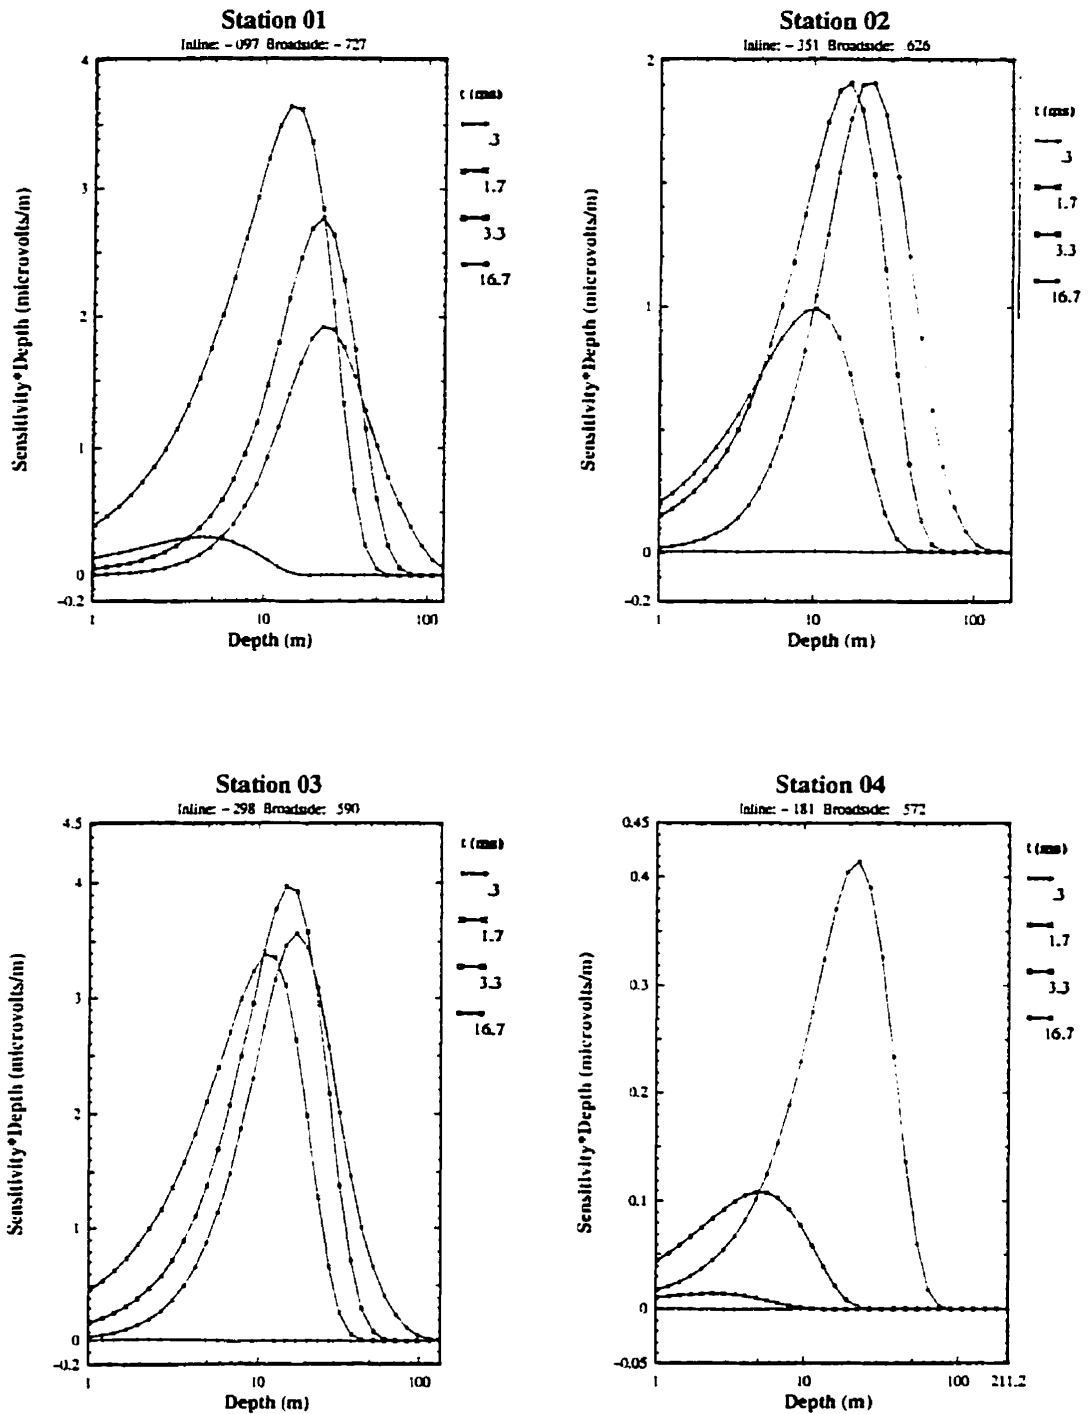 Station 01
Inline: -.097 Broadside: -.727
4
3
2
1
0
-0.2
1
10
100
Depth (m)
Sensitivity*Depth (microvolts/m)
t (ms)
.3
1.7
3.3
16.7
Station 02
Inline: -.351 Broadside: .626
2
1
0
-0.2
1
10
100
Depth (m)
Sensitivity*Depth (microvolts/m)
t (ms)
.3
1.7
3.3
16.7
Station 03
Inline: -.298 Broadside: .590
4.5
4
3
2
1
0
-0.2
1
10
100
Depth (m)
Sensitivity*Depth (microvolts/m)
t (ms)
.3
1.7
3.3
16.7
Station 04
Inline: -.181 Broadside: .572
0.45
0.4
0.3
0.2
0.1
0
-0.05
1
10
100
211.2
Depth (m)
Sensitivity*Depth (microvolts/m)
t (ms)
.3
1.7
3.3
16.7